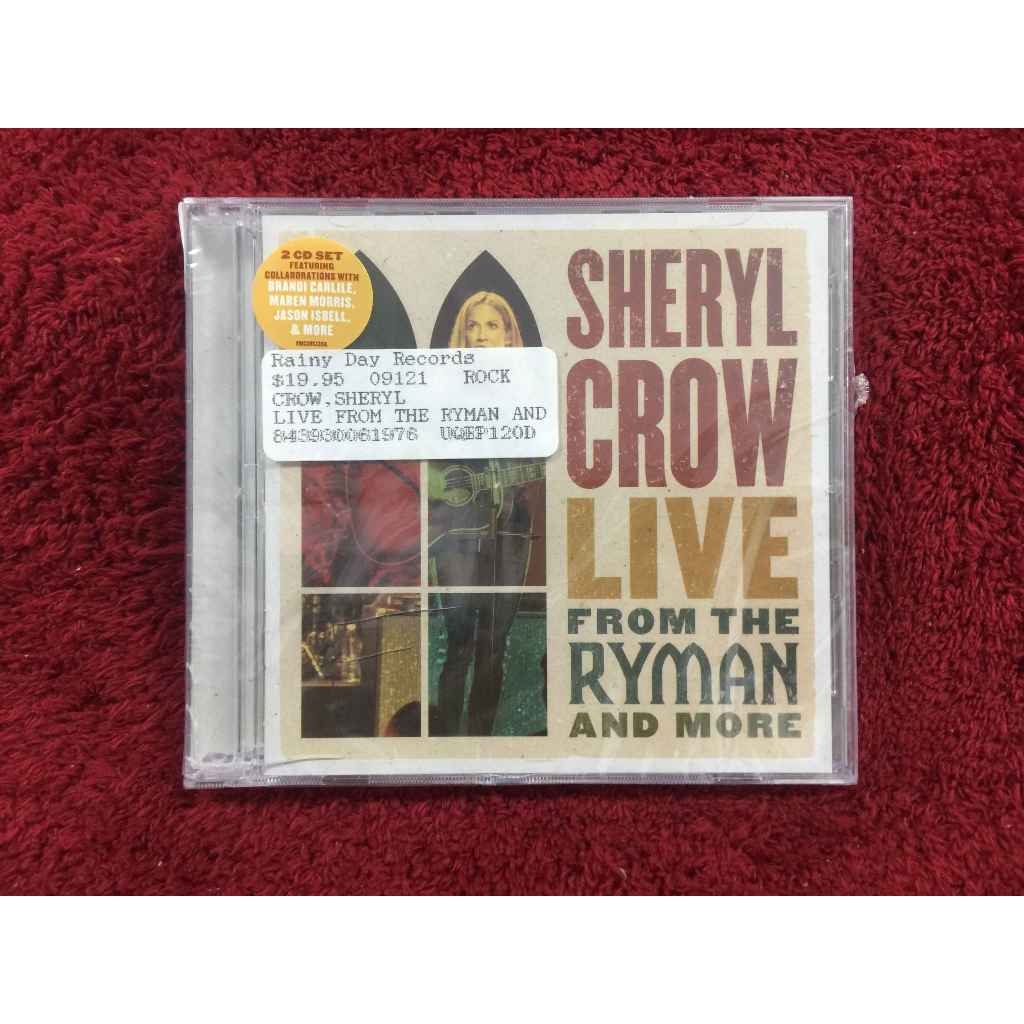 2 CD SET
FEATURING
COLLABORATIONS WITH
BRANDI CARLILE,
MAREN MORRIS,
JASON ISBELL,
& MORE
Rainy Day Records
$19.95 09121 ROCK
CROW,SHERYL
LIVE FROM THE RYMAN AND
843930061976 UQEP120D
SHERYL
CROW
LIVE
FROM THE
RYMAN
AND MORE